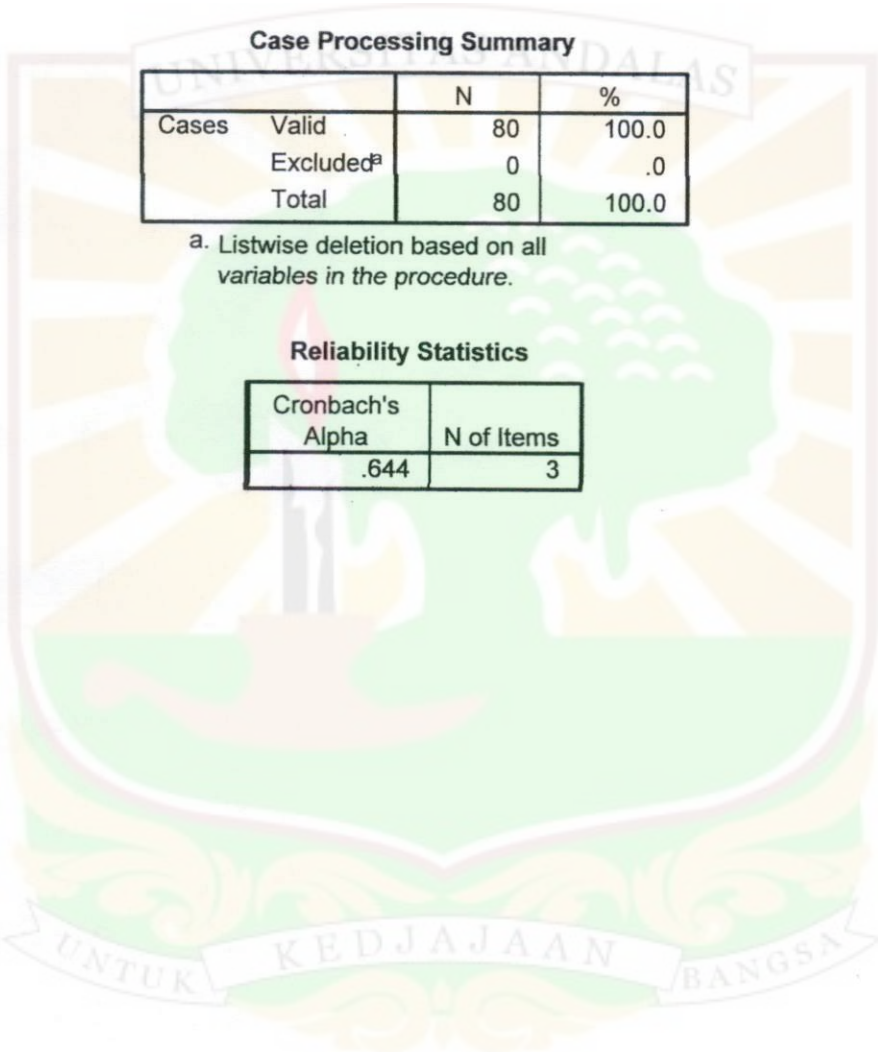 UNIVERSITAS ANDALAS
Case Processing Summary
N %
Cases Valid 80 100.0
Excludedᵃ 0 .0
Total 80 100.0
a. Listwise deletion based on all
variables in the procedure.
Reliability Statistics
Cronbach's
Alpha N of Items
.644 3
UNTUK KEDJAJAAN BANGSA